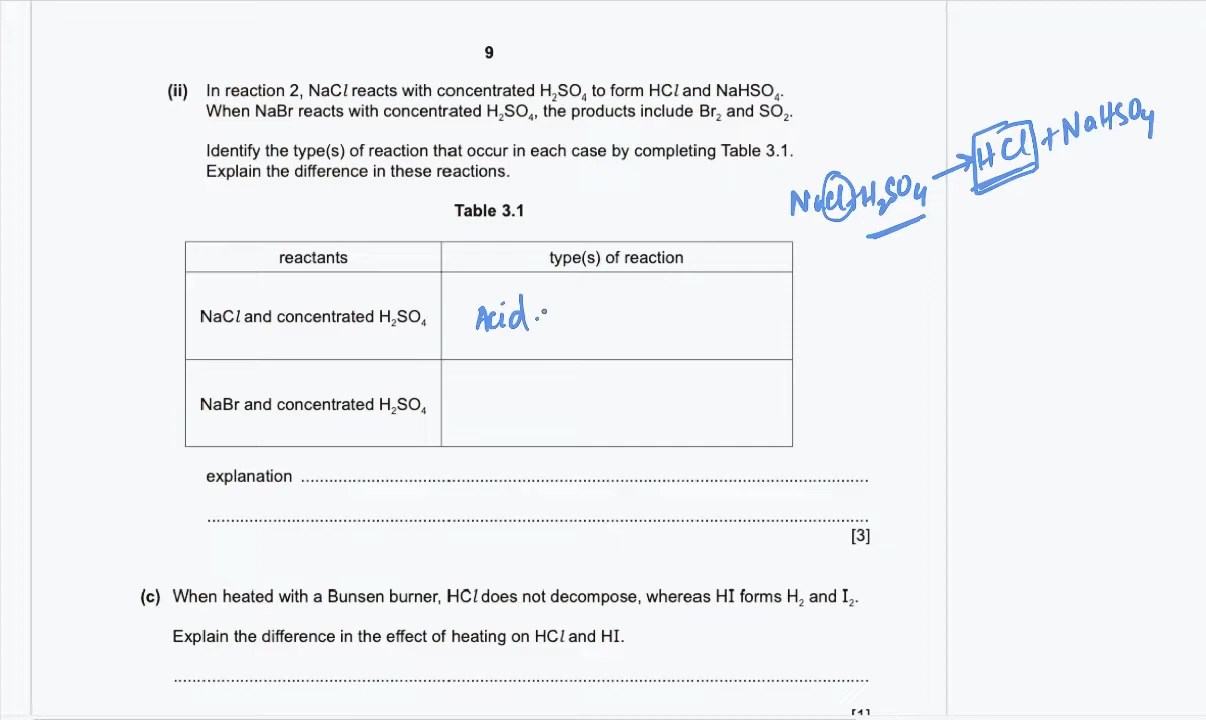 9
(ii) In reaction 2, NaCl reacts with concentrated H₂SO₄ to form HCl and NaHSO₄.
When NaBr reacts with concentrated H₂SO₄, the products include Br₂ and SO₂.
Identify the type(s) of reaction that occur in each case by completing Table 3.1.
Explain the difference in these reactions.
NaCl + H₂SO₄ → HCl + NaHSO₄
Table 3.1
reactants type(s) of reaction
NaCl and concentrated H₂SO₄ Acid -
NaBr and concentrated H₂SO₄
explanation ................................................................
................................................................
[3]
(c) When heated with a Bunsen burner, HCl does not decompose, whereas HI forms H₂ and I₂.
Explain the difference in the effect of heating on HCl and HI.
................................................................
[1]